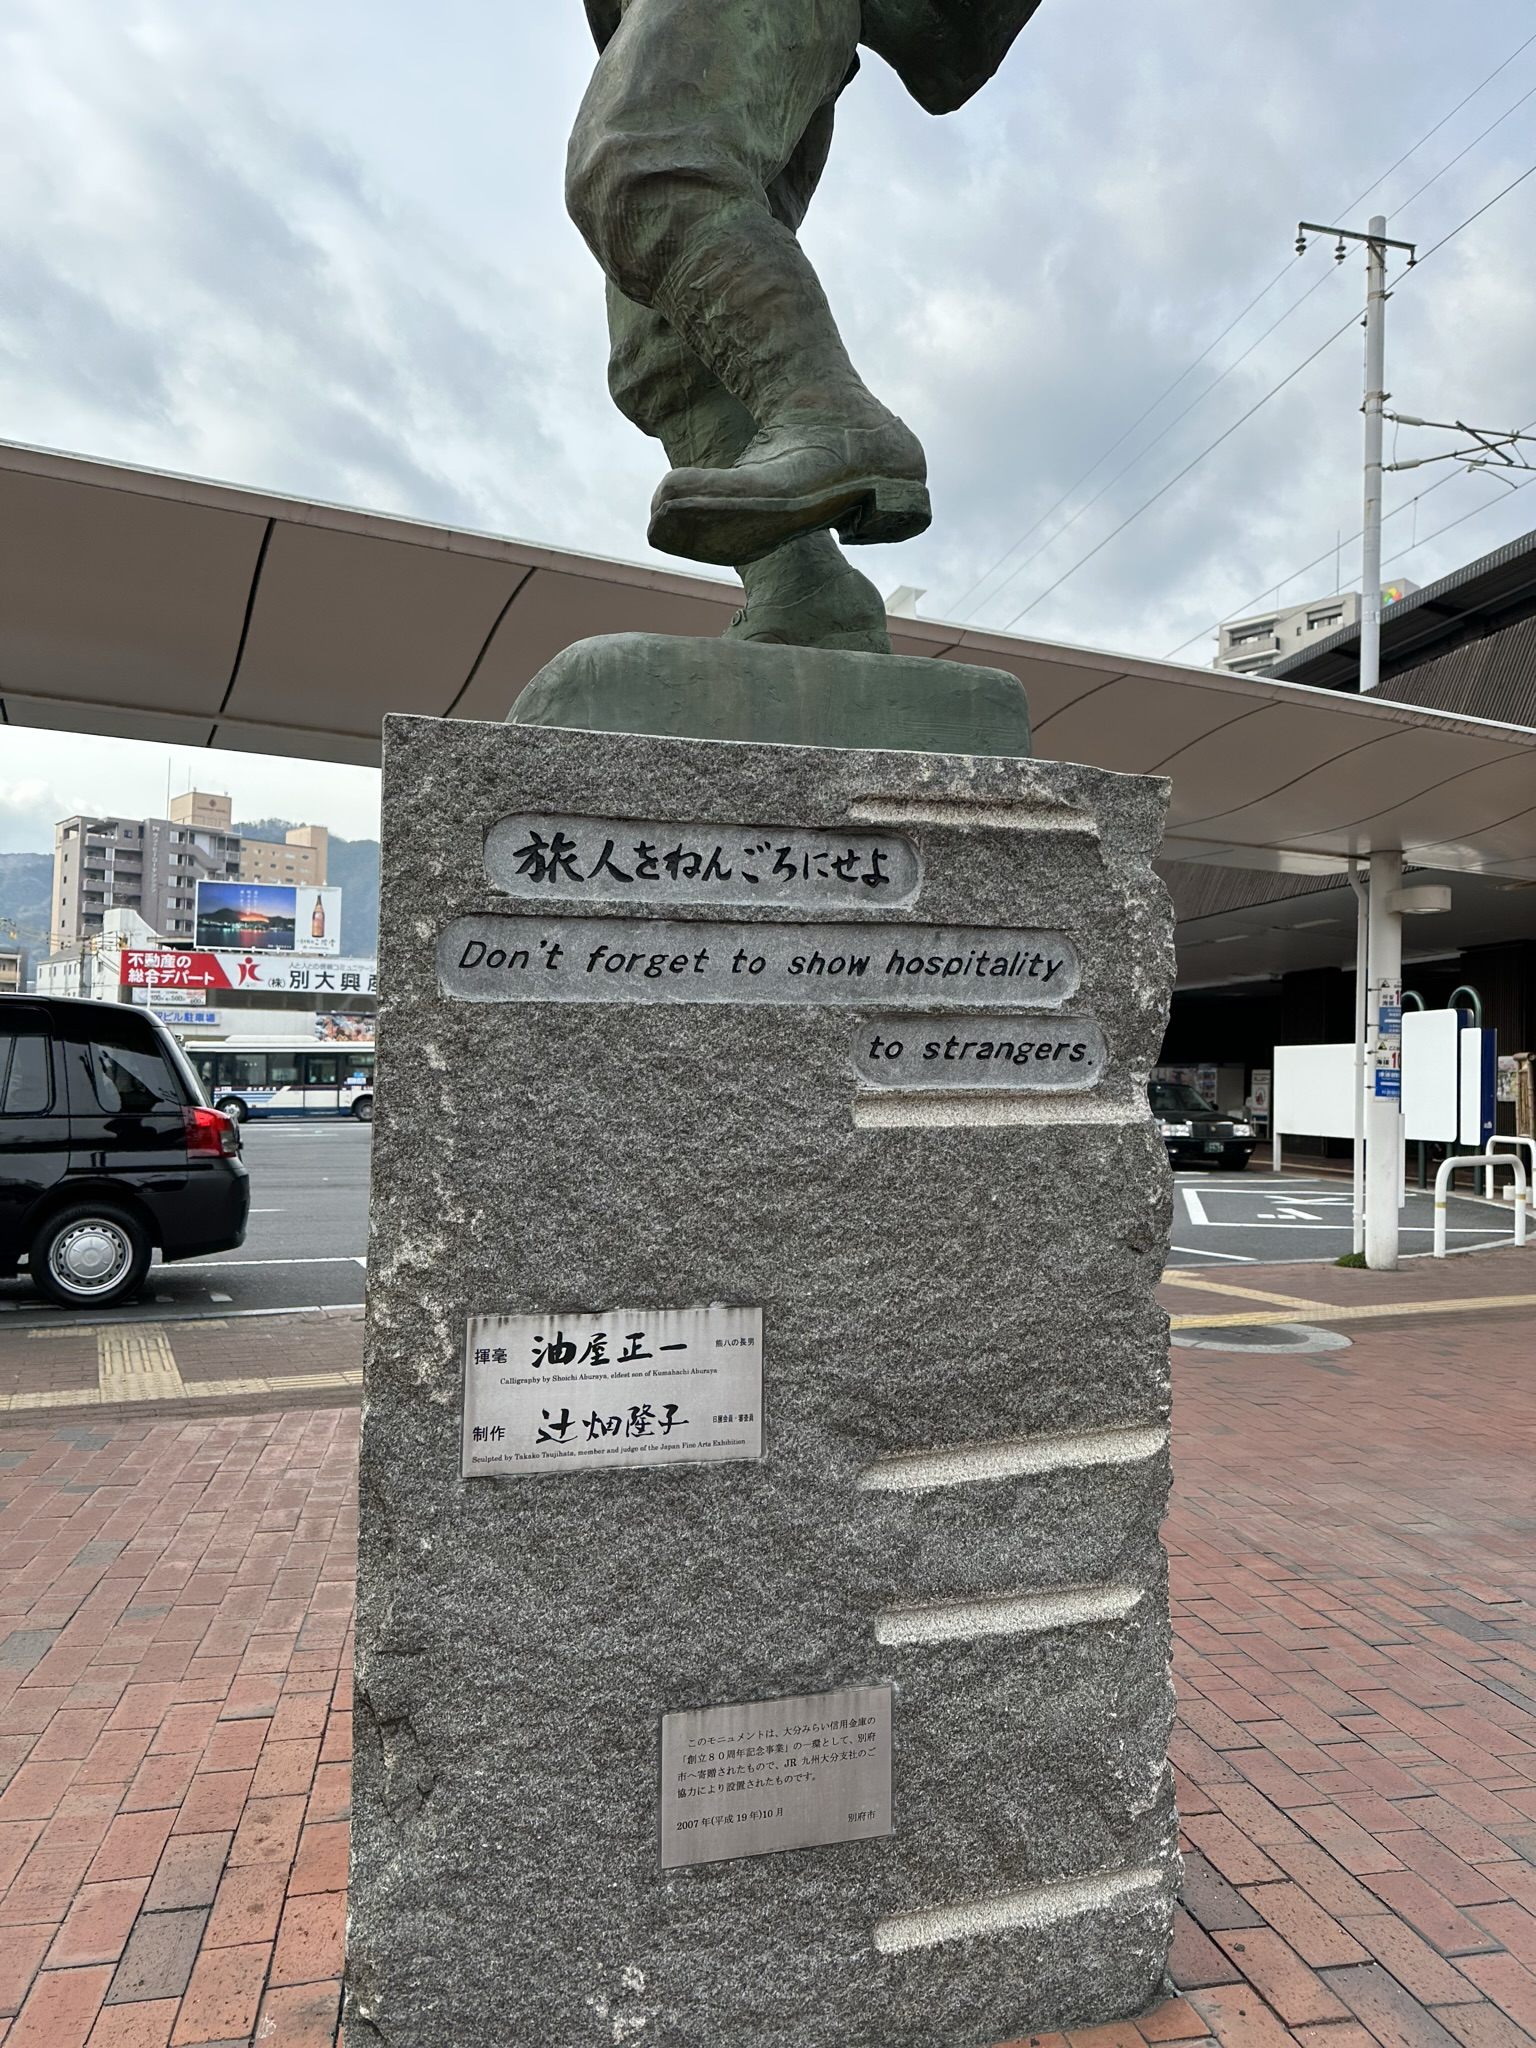 旅人をねんごろにせよ
Don't forget to show hospitality
to strangers.
揮毫 油屋正一 熊八の長男
Calligraphy by Shoichi Aburaya, eldest son of Kumahachi Aburaya
制作 辻畑隆子 日展会員・審査員
Sculpted by Takako Tsujihata, member and judge of the Japan Fine Arts Exhibition
このモニュメントは、大分みらい信用金庫の
「創立80周年記念事業」の一環として、別府
市へ寄贈されたもので、JR九州大分支社のご
協力により設置されたものです。
2007年(平成19年)10月 別府市
不動産の
総合デパート
(株)別大興産
ビル駐車場
二階堂